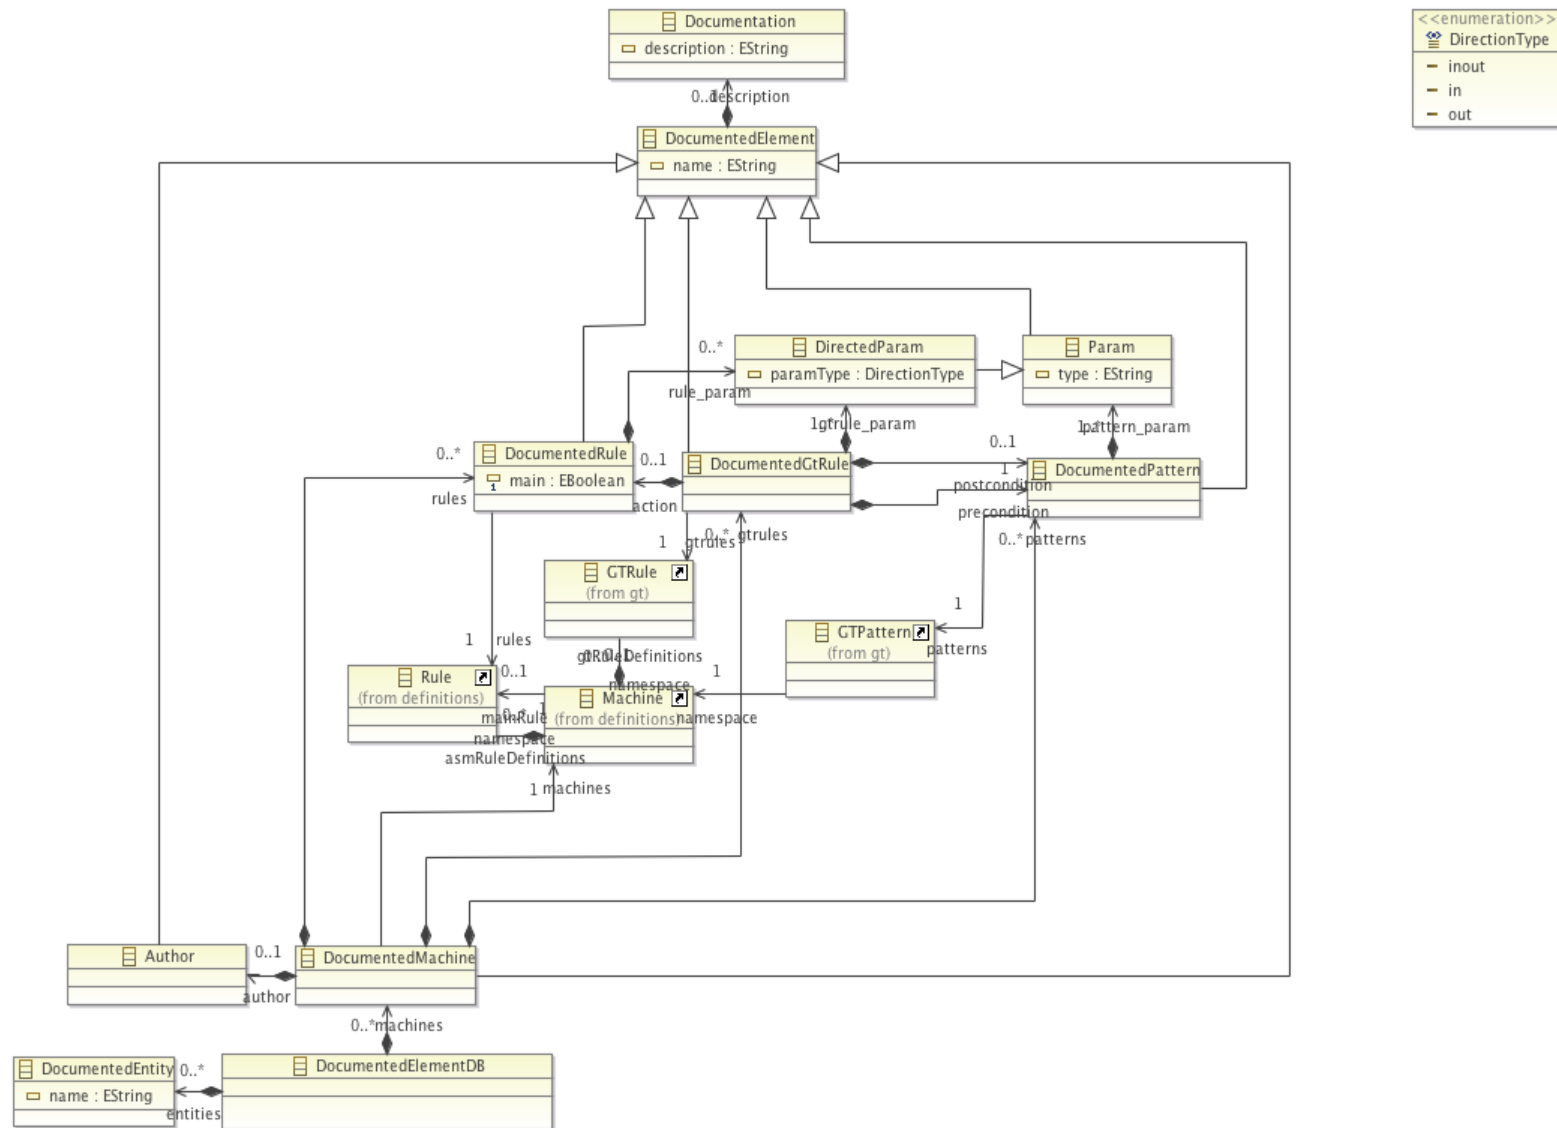 Documentation
description : EString
<<enumeration>>
DirectionType
inout
in
out
0..1
description
DocumentedElement
name : EString
DirectedParam
paramType : DirectionType
Param
type : EString
0..*
rule_param
gtrule_param
1..*
pattern_param
DocumentedRule
main : EBoolean
0..*
rules
0..1
action
DocumentedGtRule
0..1
1
postcondition
precondition
DocumentedPattern
1
gtrules
0..*
gtrules
0..*
patterns
GTRule
(from gt)
1
GTPattern
(from gt)
patterns
1
rules
gtRuleDefinitions
namespace
1
Rule
(from definitions)
0..1
mainRule
0..*
1
namespace
asmRuleDefinitions
Machine
(from definitions)
namespace
1
machines
Author
0..1
author
DocumentedMachine
0..*
machines
DocumentedEntity
name : EString
0..*
entities
DocumentedElementDB